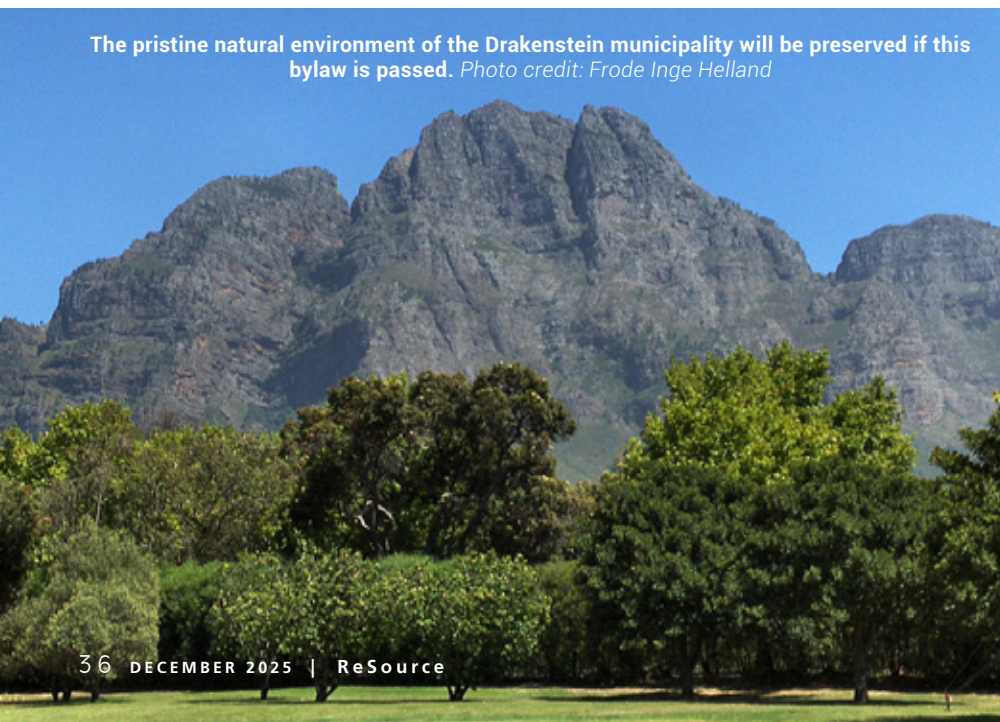 The pristine natural environment of the Drakenstein municipality will be preserved if this
bylaw is passed. Photo credit: Frode Inge Helland
36 DECEMBER 2025 | ReSource